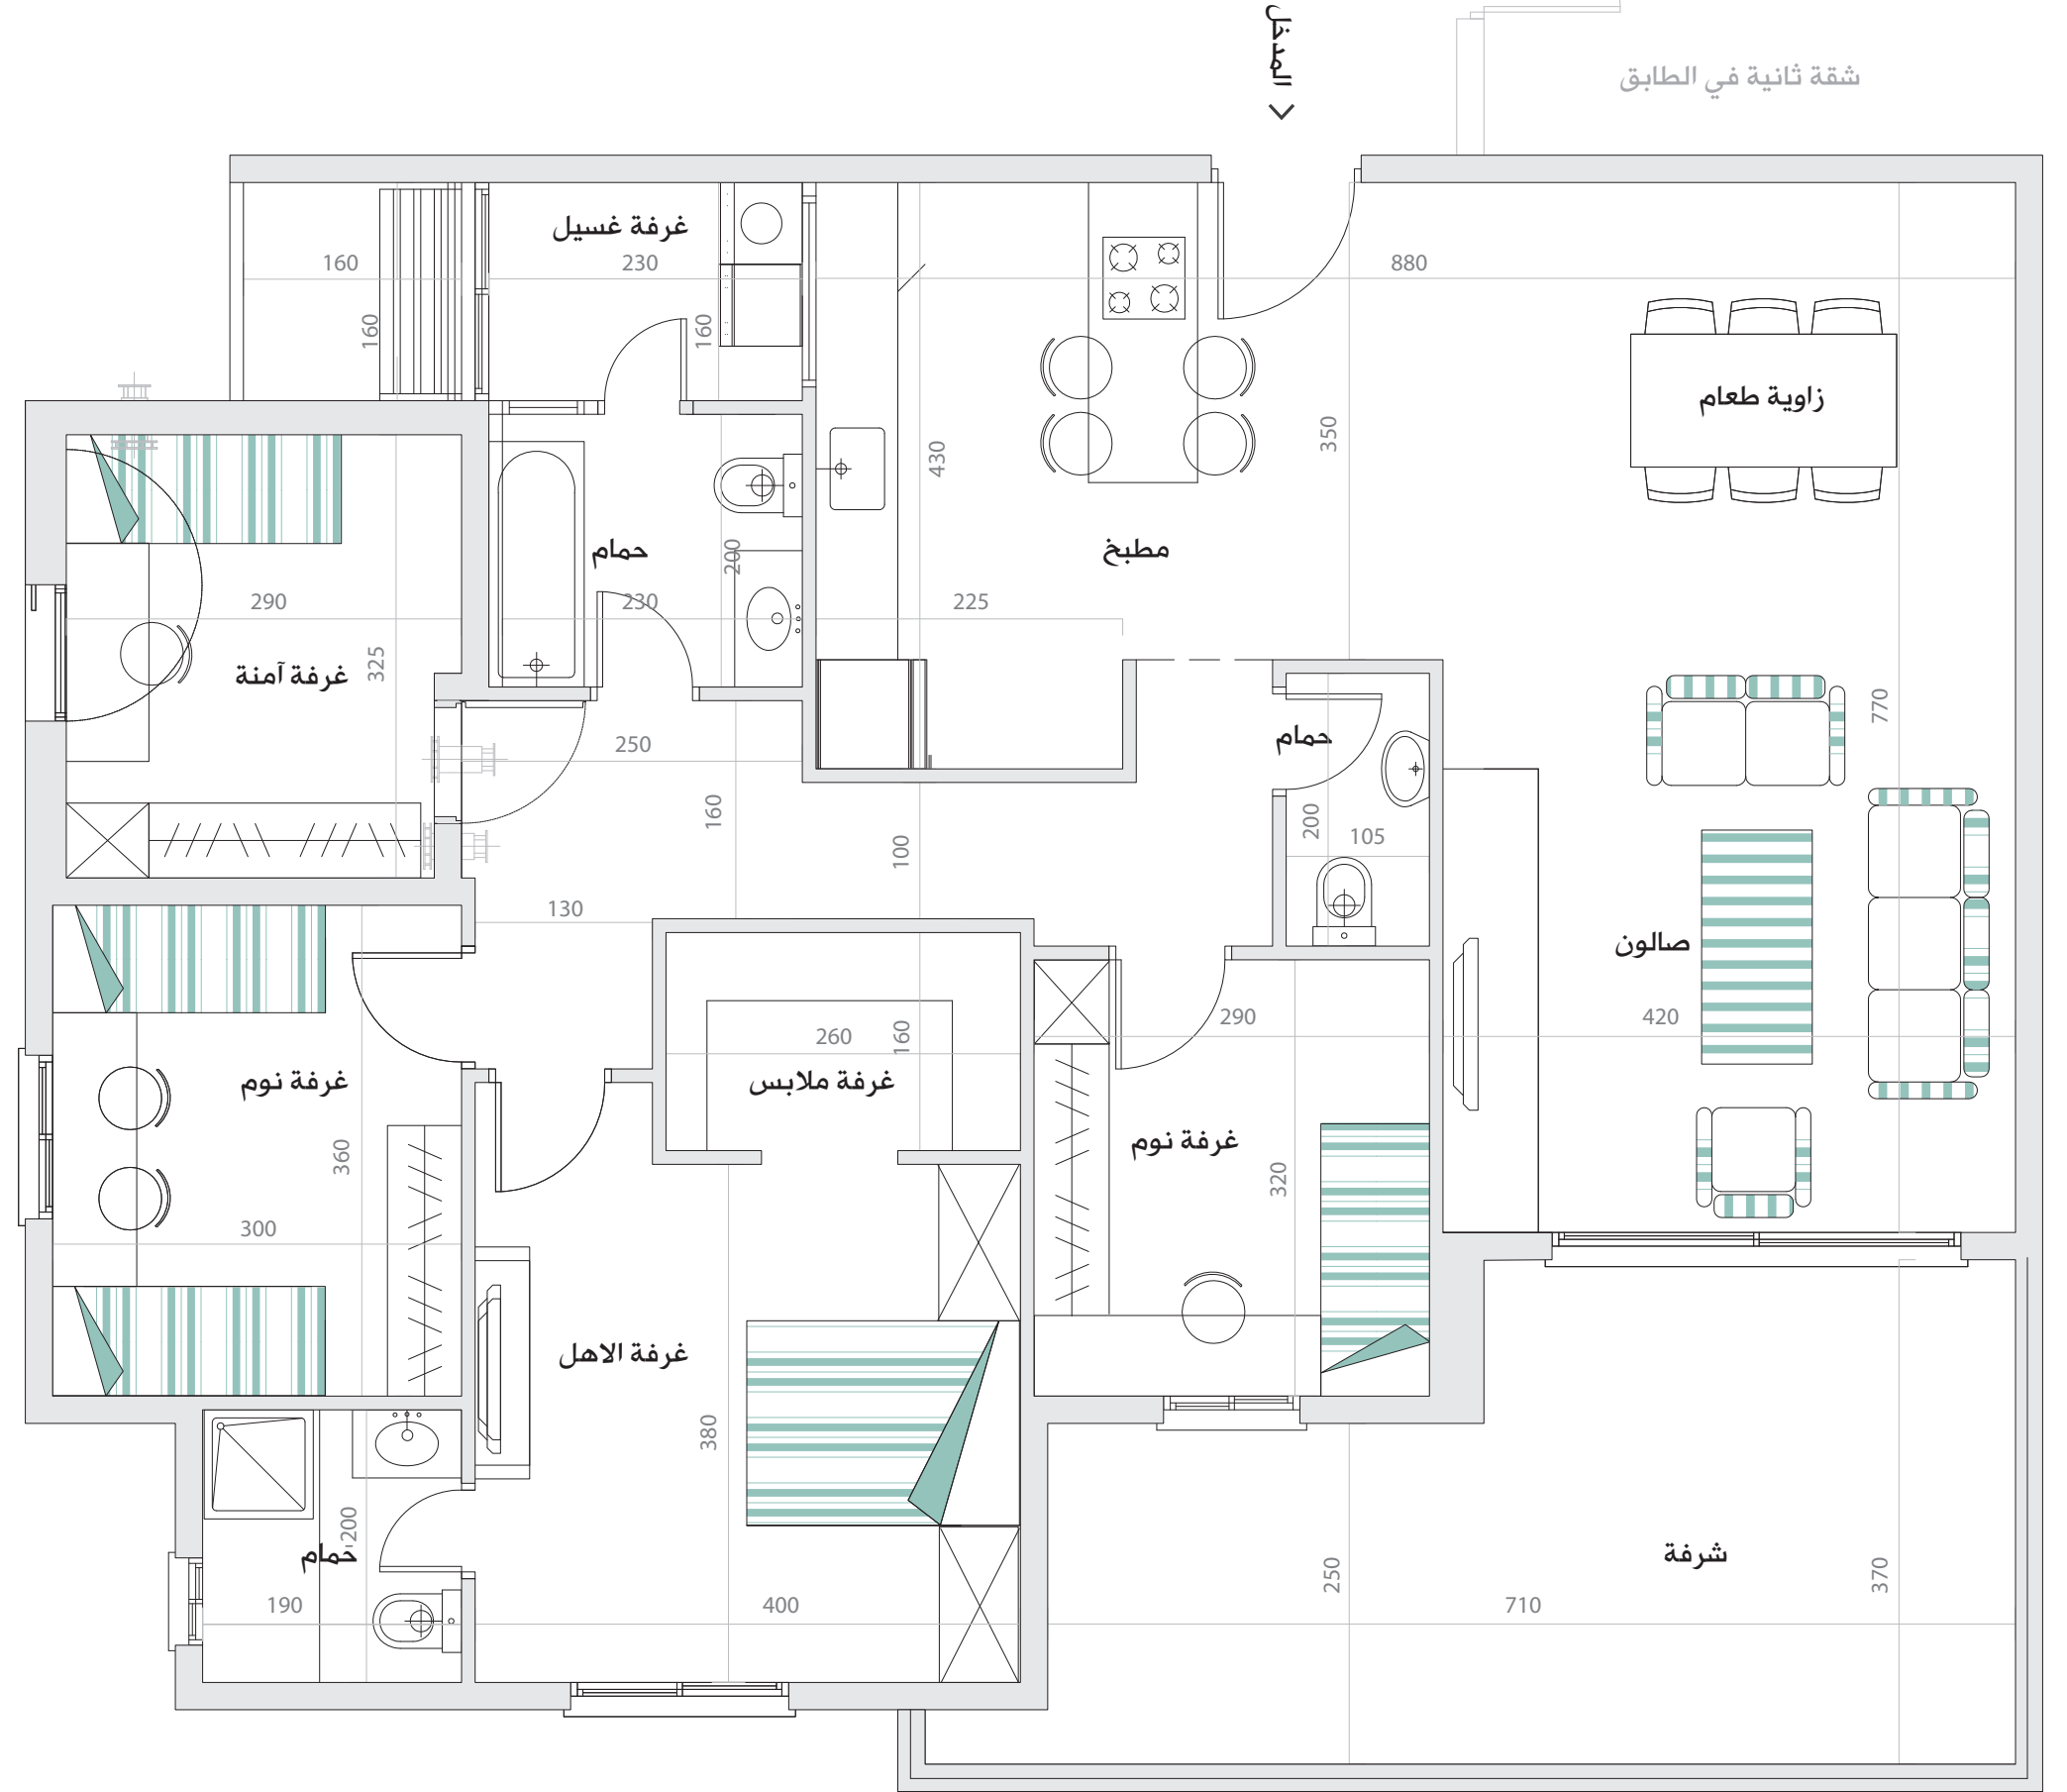 المدخل
شقة ثانية في الطابق
غرفة غسيل
160
230
880
160
160
زاوية طعام
350
430
حمام
200
مطبخ
290
230
225
غرفة آمنة
325
770
حمام
250
160
200
105
100
130
صالون
260
160
290
420
غرفة نوم
غرفة ملابس
360
غرفة نوم
320
300
غرفة الاهل
380
200
حمام
250
شرفة
370
190
400
710